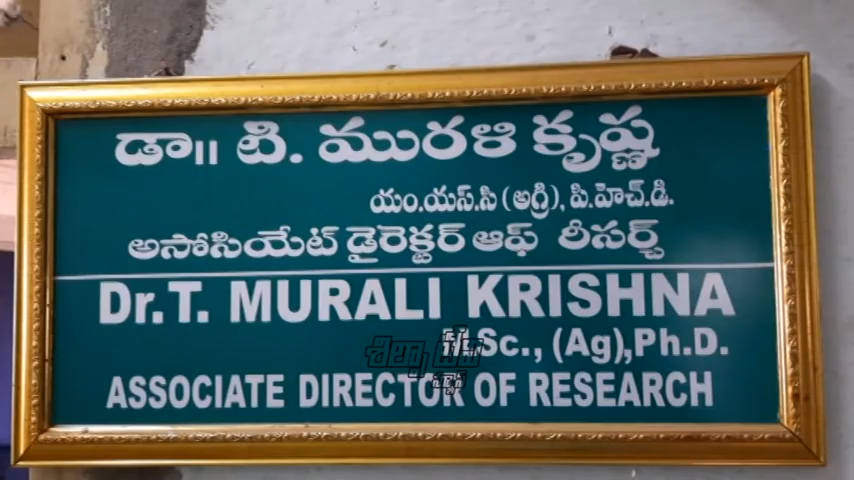 డా॥ టి. మురళి కృష్ణ
యం.యస్.సి (అగ్రి), పి.హెచ్.డి.
అసోసియేట్ డైరెక్టర్ ఆఫ్ రీసర్చ్
Dr.T. MURALI KRISHNA
M.Sc., (Ag),Ph.D.
ASSOCIATE DIRECTOR OF RESEARCH